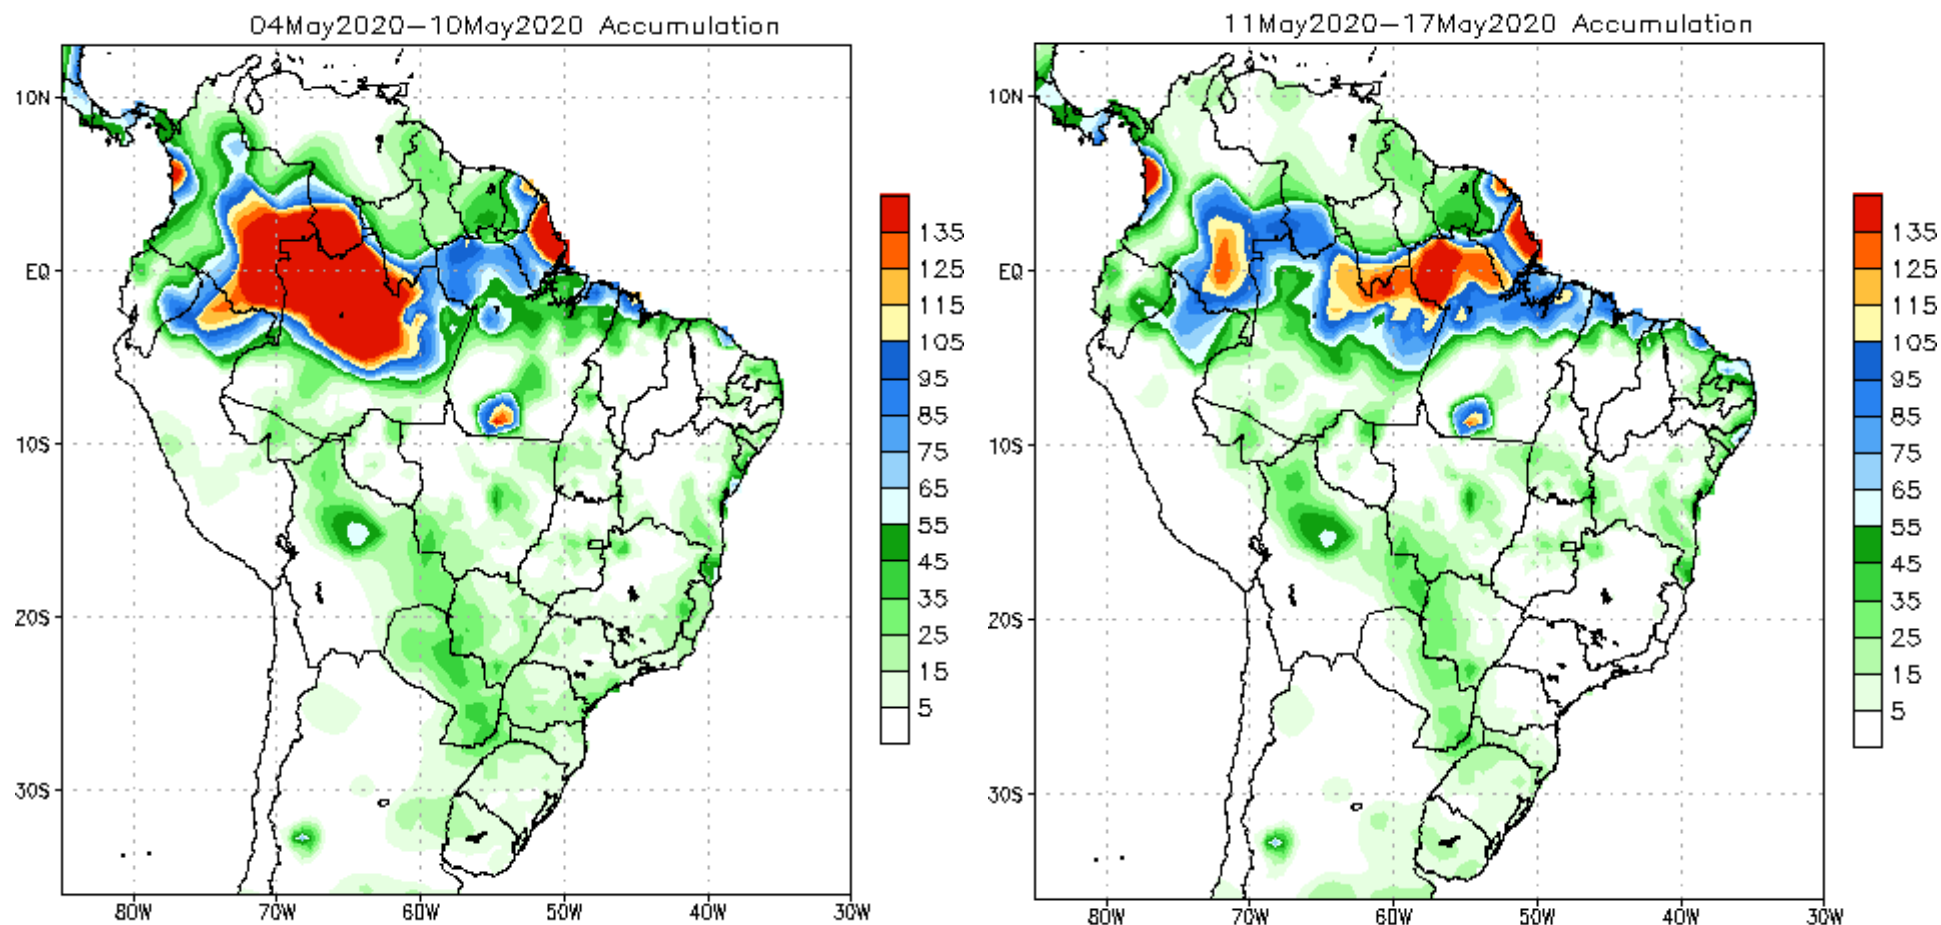 04May2020–10May2020 Accumulation
10N
EQ
10S
20S
30S
80W 70W 60W 50W 40W 30W
135
125
115
105
95
85
75
65
55
45
35
25
15
5
11May2020–17May2020 Accumulation
10N
EQ
10S
20S
30S
80W 70W 60W 50W 40W 30W
135
125
115
105
95
85
75
65
55
45
35
25
15
5